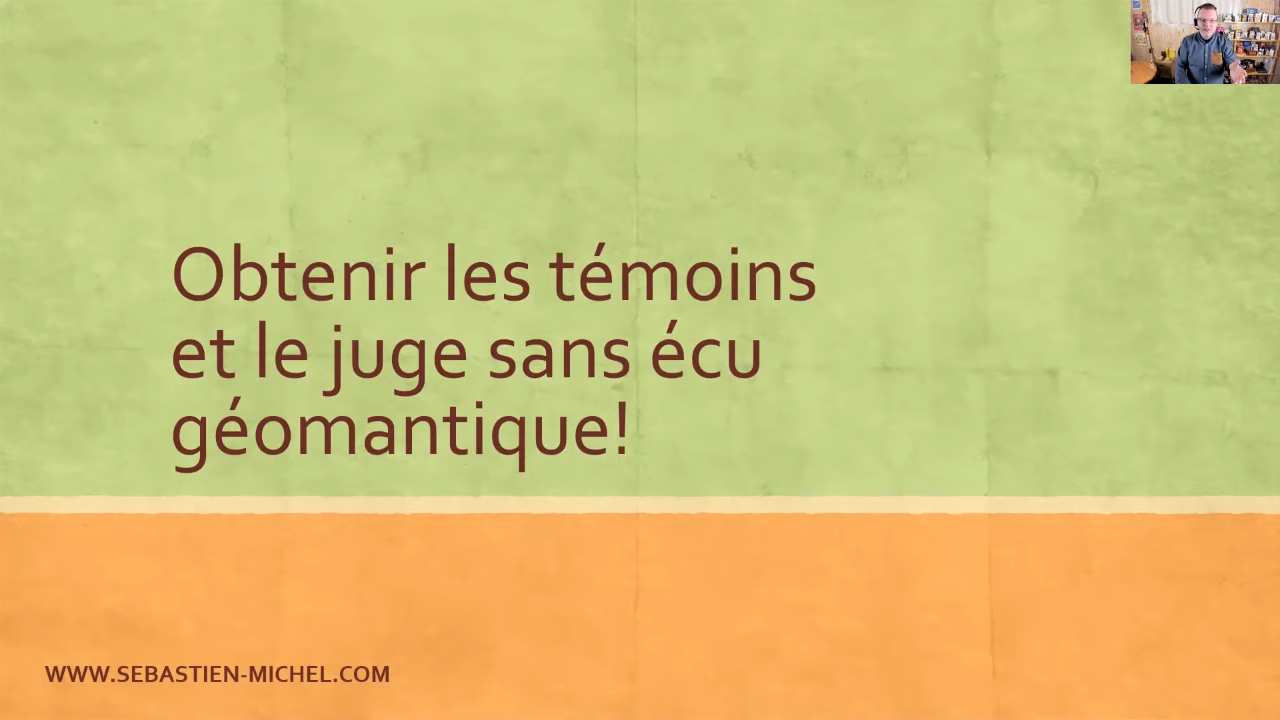 Obtenir les témoins
et le juge sans écu
géomantique!
WWW.SEBASTIEN-MICHEL.COM